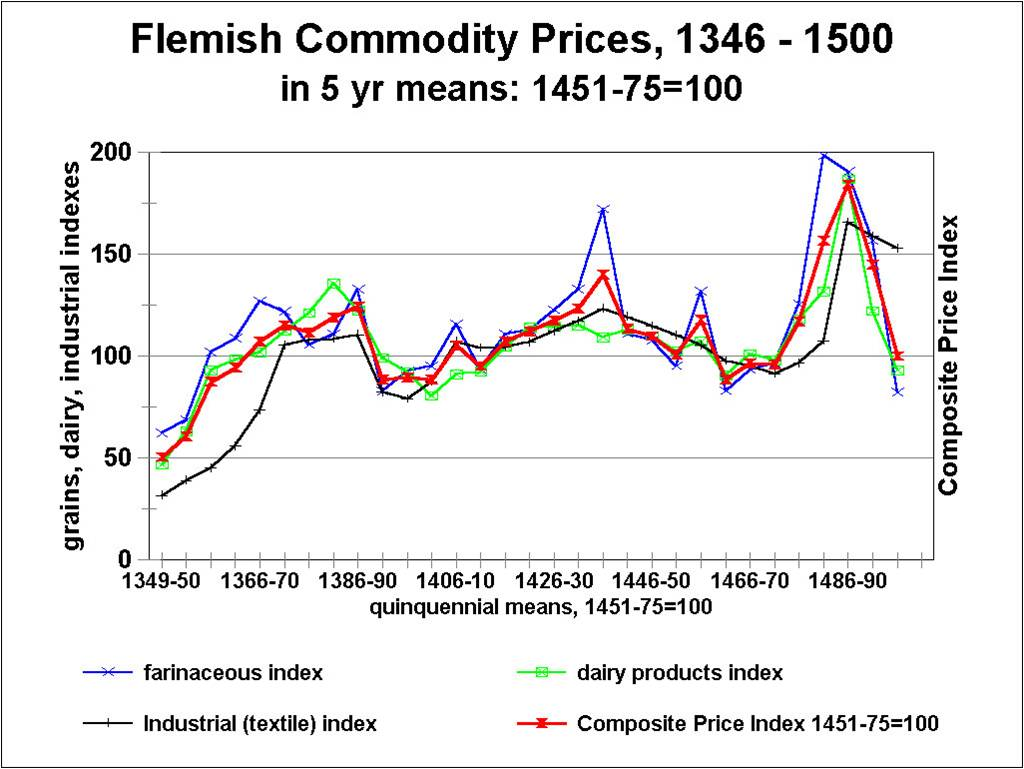 Flemish Commodity Prices, 1346 - 1500
in 5 yr means: 1451-75=100
grains, dairy, industrial indexes
200
150
100
50
0
Composite Price Index
1349-50 1366-70 1386-90 1406-10 1426-30 1446-50 1466-70 1486-90
quinquennial means, 1451-75=100
farinaceous index
dairy products index
Industrial (textile) index
Composite Price Index 1451-75=100